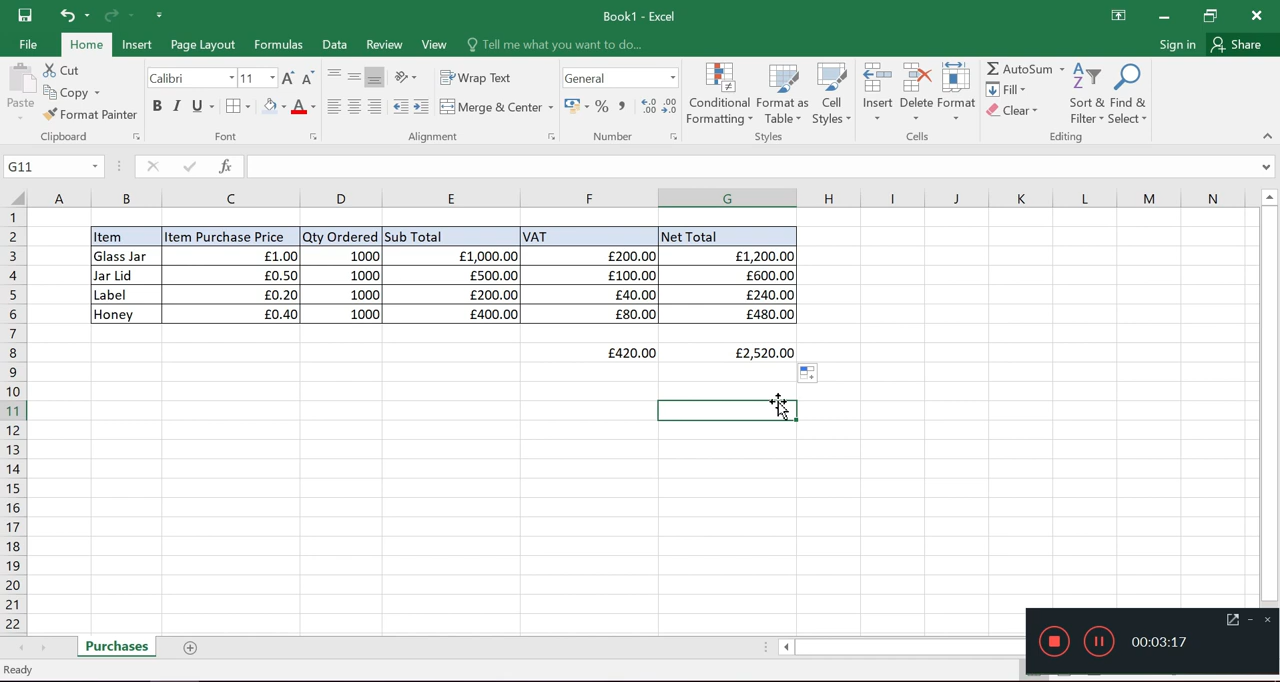 Book1 - Excel
File Home Insert Page Layout Formulas Data Review View Tell me what you want to do... Sign in Share
Paste Cut Copy Format Painter Clipboard
Calibri 11 B I U A A A Font
Wrap Text Merge & Center Alignment
General % , .0 .00 .00 .0 Number
Conditional Formatting Format as Table Cell Styles Styles
Insert Delete Format Cells
AutoSum Fill Clear Sort & Filter Find & Select Editing
G11 fx
A B C D E F G H I J K L M N
1
2 Item Item Purchase Price Qty Ordered Sub Total VAT Net Total
3 Glass Jar £1.00 1000 £1,000.00 £200.00 £1,200.00
4 Jar Lid £0.50 1000 £500.00 £100.00 £600.00
5 Label £0.20 1000 £200.00 £40.00 £240.00
6 Honey £0.40 1000 £400.00 £80.00 £480.00
7
8 £420.00 £2,520.00
9
10
11
12
13
14
15
16
17
18
19
20
21
22
Purchases
00:03:17
Ready